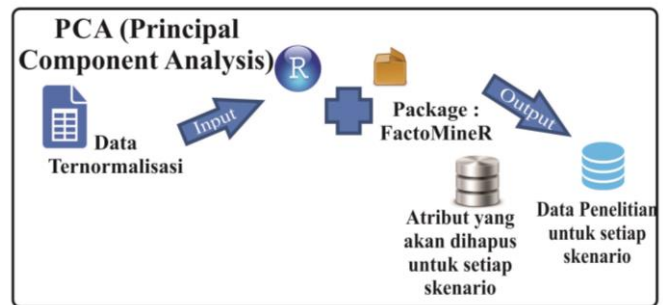 PCA (Principal
Component Analysis)
R
Data
Ternormalisasi
Input
Package :
FactoMineR
Output
Atribut yang
akan dihapus
untuk setiap
skenario
Data Penelitian
untuk setiap
skenario